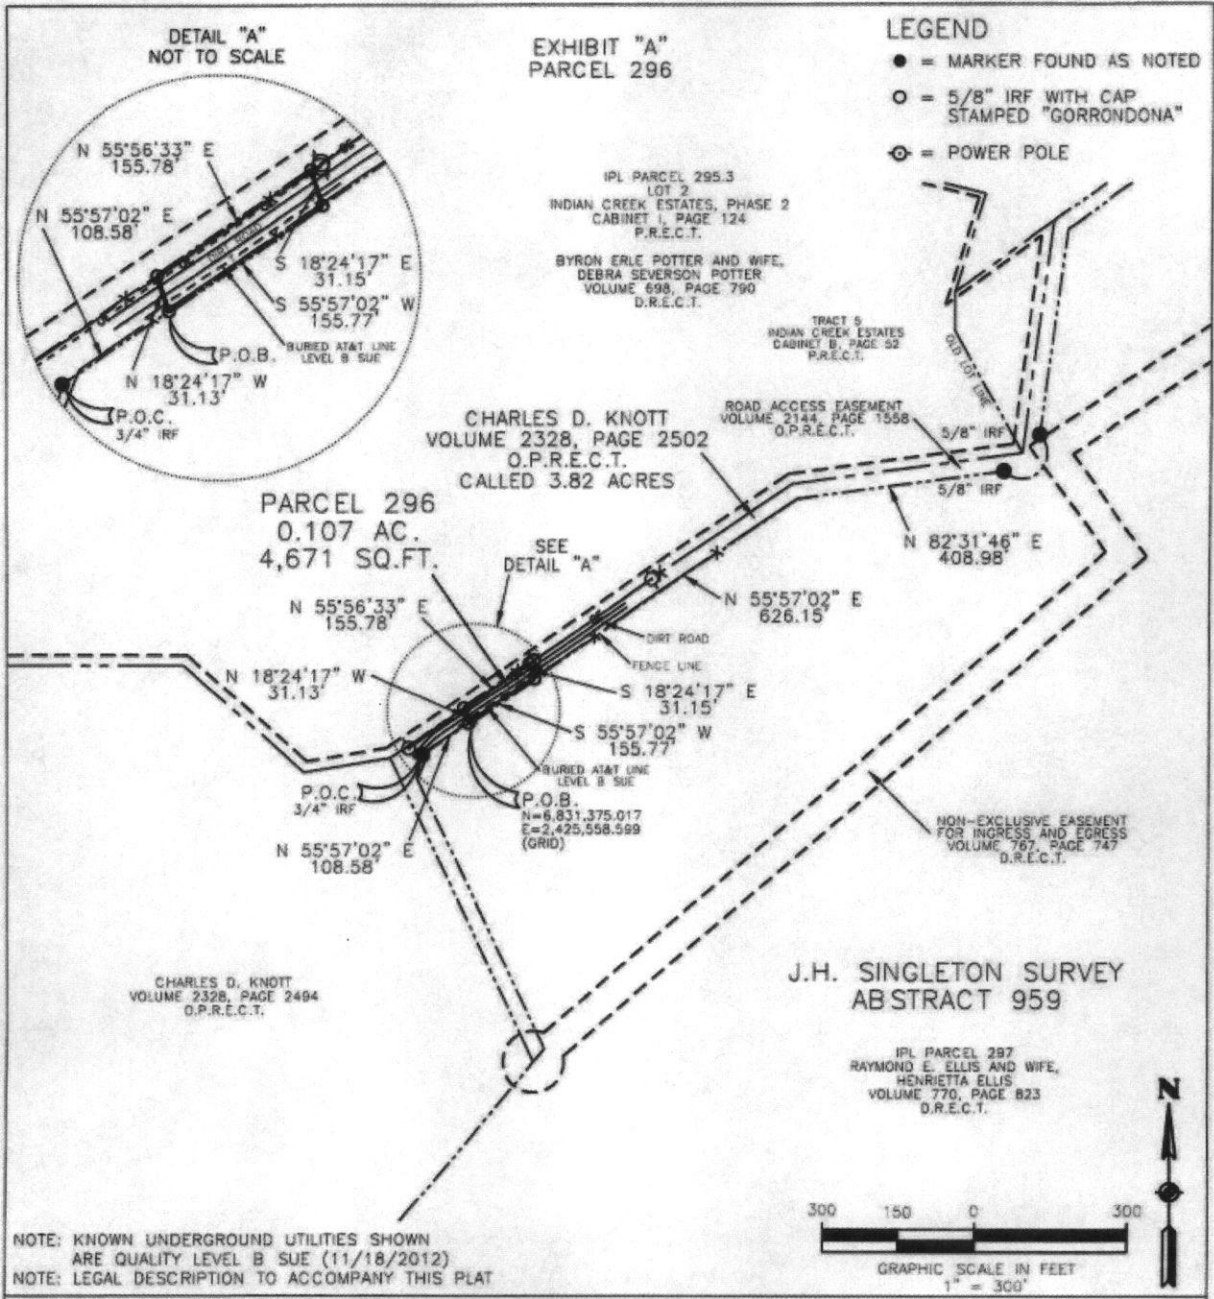 DETAIL "A"
NOT TO SCALE
EXHIBIT "A"
PARCEL 296
LEGEND
= MARKER FOUND AS NOTED
= 5/8" IRF WITH CAP
STAMPED "GORRONDONA"
= POWER POLE
N 55°56'33" E
155.78'
N 55°57'02" E
108.58'
DIRT ROAD
S 18°24'17" E
31.15'
S 55°57'02" W
155.77'
BURIED AT&T LINE
LEVEL B SUE
P.O.B.
N 18°24'17" W
31.13'
P.O.C.
3/4" IRF
IPL PARCEL 295.3
LOT 2
INDIAN CREEK ESTATES, PHASE 2
CABINET I, PAGE 124
P.R.E.C.T.
BYRON ERLE POTTER AND WIFE,
DEBRA SEVERSON POTTER
VOLUME 698, PAGE 790
D.R.E.C.T.
TRACT 5
INDIAN CREEK ESTATES
CABINET B, PAGE 52
P.R.E.C.T.
OLD LOT LINE
ROAD ACCESS EASEMENT
VOLUME 2144, PAGE 1558
O.P.R.E.C.T.
5/8" IRF
5/8" IRF
CHARLES D. KNOTT
VOLUME 2328, PAGE 2502
O.P.R.E.C.T.
CALLED 3.82 ACRES
PARCEL 296
0.107 AC.
4,671 SQ.FT.
SEE
DETAIL "A"
N 82°31'46" E
408.98'
N 55°56'33" E
155.78'
N 55°57'02" E
626.15'
DIRT ROAD
FENCE LINE
N 18°24'17" W
31.13'
S 18°24'17" E
31.15'
S 55°57'02" W
155.77'
BURIED AT&T LINE
LEVEL B SUE
P.O.C.
3/4" IRF
P.O.B.
N=6,831,375.017
E=2,425,558.599
(GRID)
N 55°57'02" E
108.58'
NON-EXCLUSIVE EASEMENT
FOR INGRESS AND EGRESS
VOLUME 767, PAGE 747
D.R.E.C.T.
CHARLES D. KNOTT
VOLUME 2328, PAGE 2494
O.P.R.E.C.T.
J.H. SINGLETON SURVEY
ABSTRACT 959
IPL PARCEL 297
RAYMOND E. ELLIS AND WIFE,
HENRIETTA ELLIS
VOLUME 770, PAGE 823
D.R.E.C.T.
N
300 150 0 300
GRAPHIC SCALE IN FEET
1" = 300'
NOTE: KNOWN UNDERGROUND UTILITIES SHOWN
ARE QUALITY LEVEL B SUE (11/18/2012)
NOTE: LEGAL DESCRIPTION TO ACCOMPANY THIS PLAT